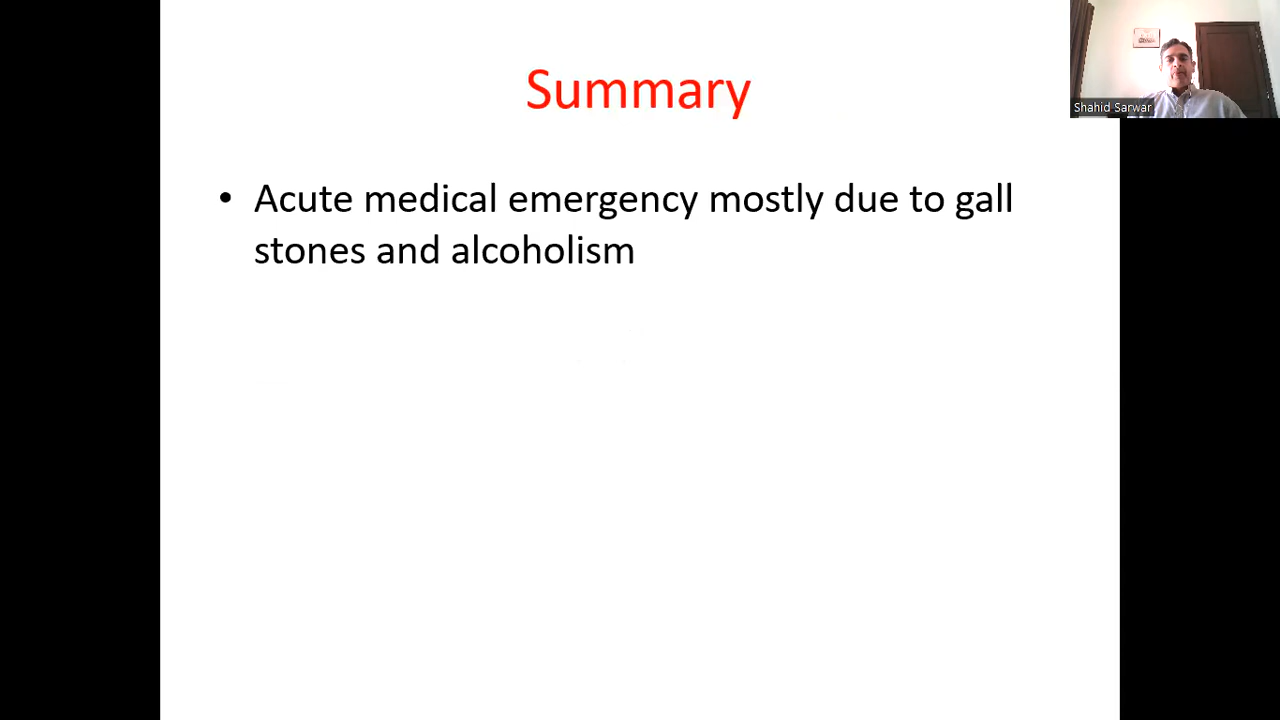 Summary
Shahid Sarwar
• Acute medical emergency mostly due to gall
stones and alcoholism